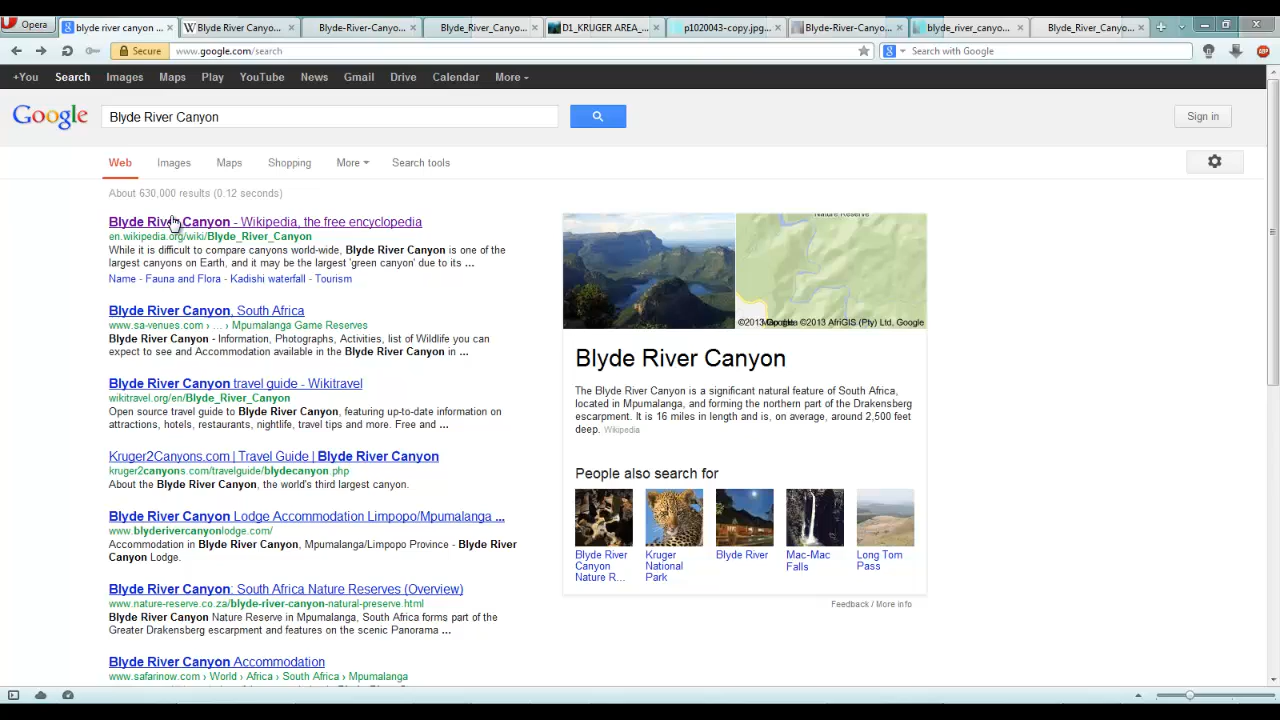 Opera
blyde river canyon ...
Blyde River Canyon...
Blyde-River-Canyo...
Blyde_River_Canyo...
D1_KRUGER AREA_...
p1020043-copy.jpg...
Blyde-River-Canyo...
blyde_river_canyo...
Blyde_River_Canyo...
Secure
www.google.com/search
Search with Google
+You Search Images Maps Play YouTube News Gmail Drive Calendar More
Google
Blyde River Canyon
Sign in
Web Images Maps Shopping More Search tools
About 630,000 results (0.12 seconds)
Blyde River Canyon - Wikipedia, the free encyclopedia
en.wikipedia.org/wiki/Blyde_River_Canyon
While it is difficult to compare canyons world-wide, Blyde River Canyon is one of the
largest canyons on Earth, and it may be the largest 'green canyon' due to its ...
Name - Fauna and Flora - Kadishi waterfall - Tourism
Blyde River Canyon, South Africa
www.sa-venues.com › ... › Mpumalanga Game Reserves
Blyde River Canyon - Information, Photographs, Activities, list of Wildlife you can
expect to see and Accommodation available in the Blyde River Canyon in ...
Blyde River Canyon travel guide - Wikitravel
wikitravel.org/en/Blyde_River_Canyon
Open source travel guide to Blyde River Canyon, featuring up-to-date information on
attractions, hotels, restaurants, nightlife, travel tips and more. Free and ...
Kruger2Canyons.com | Travel Guide | Blyde River Canyon
kruger2canyons.com/travelguide/blydecanyon.php
About the Blyde River Canyon, the world's third largest canyon.
Blyde River Canyon Lodge Accommodation Limpopo/Mpumalanga ...
www.blyderivercanyonlodge.com/
Accommodation in Blyde River Canyon, Mpumalanga/Limpopo Province - Blyde River
Canyon Lodge.
Blyde River Canyon: South Africa Nature Reserves (Overview)
www.nature-reserve.co.za/blyde-river-canyon-natural-preserve.html
Blyde River Canyon Nature Reserve in Mpumalanga, South Africa forms part of the
Greater Drakensberg escarpment and features on the scenic Panorama ...
Blyde River Canyon Accommodation
www.safarinow.com › World › Africa › South Africa › Mpumalanga
Nature Reserve
©2013 Google ©2013 AfriGIS (Pty) Ltd, Google
Blyde River Canyon
The Blyde River Canyon is a significant natural feature of South Africa,
located in Mpumalanga, and forming the northern part of the Drakensberg
escarpment. It is 16 miles in length and is, on average, around 2,500 feet
deep. Wikipedia
People also search for
Blyde River
Canyon
Nature R...
Kruger
National
Park
Blyde River
Mac-Mac
Falls
Long Tom
Pass
Feedback / More info